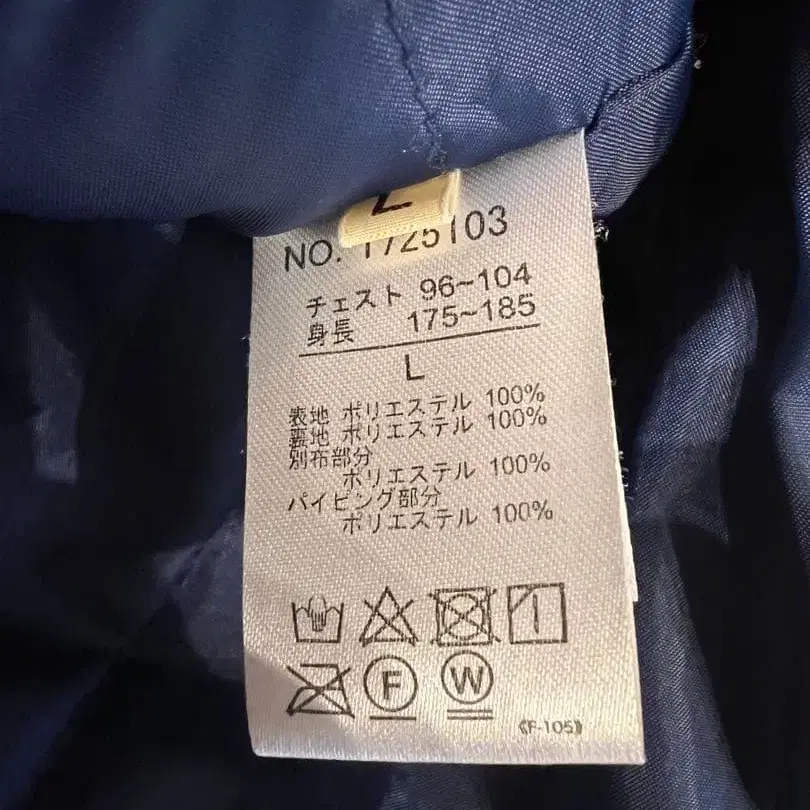 L
NO. 1725103
チェスト 96~104
身長 175~185
L
表地 ポリエステル 100%
裏地 ポリエステル 100%
別布部分
ポリエステル 100%
パイピング部分
ポリエステル 100%
F W
《F-105》